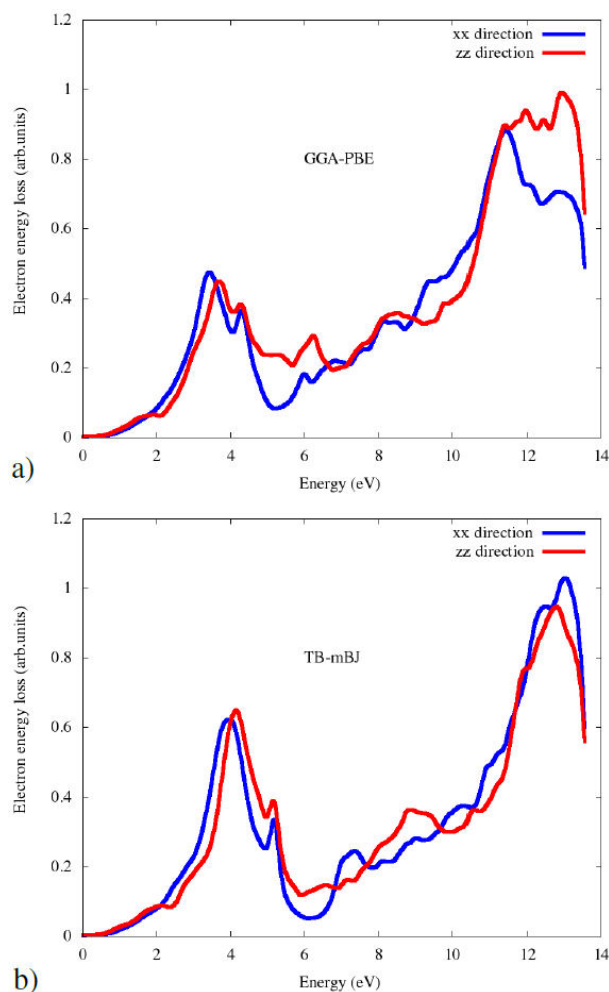 1.2
xx direction
zz direction
1
0.8
GGA-PBE
0.6
0.4
0.2
0
Electron energy loss (arb.units)
0 2 4 6 8 10 12 14
Energy (eV)
a)
1.2
xx direction
zz direction
1
0.8
TB-mBJ
0.6
0.4
0.2
0
Electron energy loss (arb.units)
0 2 4 6 8 10 12 14
Energy (eV)
b)